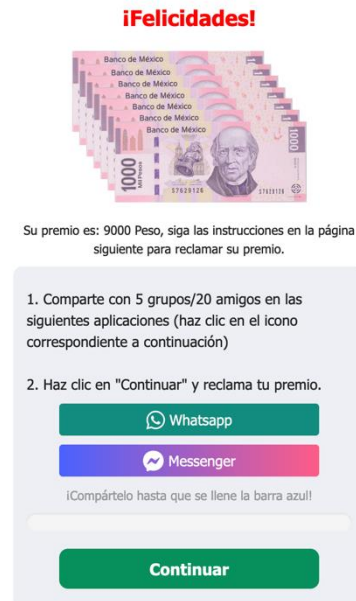 ¡Felicidades!
Banco de México
Banco de México
Banco de México
Banco de México
Banco de México
Banco de México
Banco de México
1000
1000
S7829128
S7829128
Su premio es: 9000 Peso, siga las instrucciones en la página
siguiente para reclamar su premio.
1. Comparte con 5 grupos/20 amigos en las
siguientes aplicaciones (haz clic en el icono
correspondiente a continuación)
2. Haz clic en "Continuar" y reclama tu premio.
Whatsapp
Messenger
¡Compártelo hasta que se llene la barra azul!
Continuar